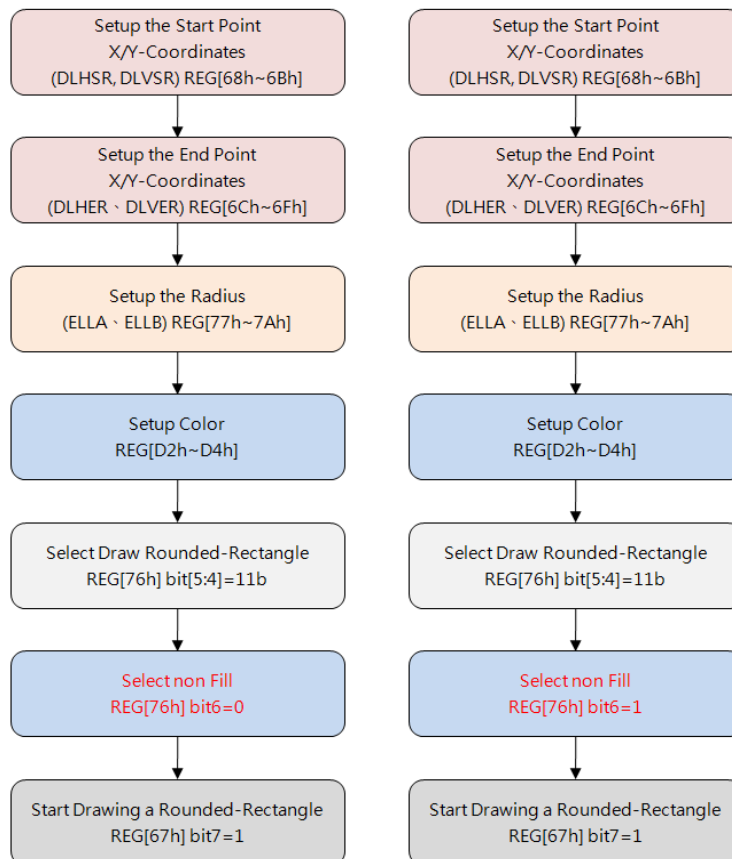 Setup the Start Point
X/Y-Coordinates
(DLHSR, DLVSR) REG[68h~6Bh]
Setup the End Point
X/Y-Coordinates
(DLHER、DLVER) REG[6Ch~6Fh]
Setup the Radius
(ELLA、ELLB) REG[77h~7Ah]
Setup Color
REG[D2h~D4h]
Select Draw Rounded-Rectangle
REG[76h] bit[5:4]=11b
Select non Fill
REG[76h] bit6=0
Start Drawing a Rounded-Rectangle
REG[67h] bit7=1
Setup the Start Point
X/Y-Coordinates
(DLHSR, DLVSR) REG[68h~6Bh]
Setup the End Point
X/Y-Coordinates
(DLHER、DLVER) REG[6Ch~6Fh]
Setup the Radius
(ELLA、ELLB) REG[77h~7Ah]
Setup Color
REG[D2h~D4h]
Select Draw Rounded-Rectangle
REG[76h] bit[5:4]=11b
Select non Fill
REG[76h] bit6=1
Start Drawing a Rounded-Rectangle
REG[67h] bit7=1